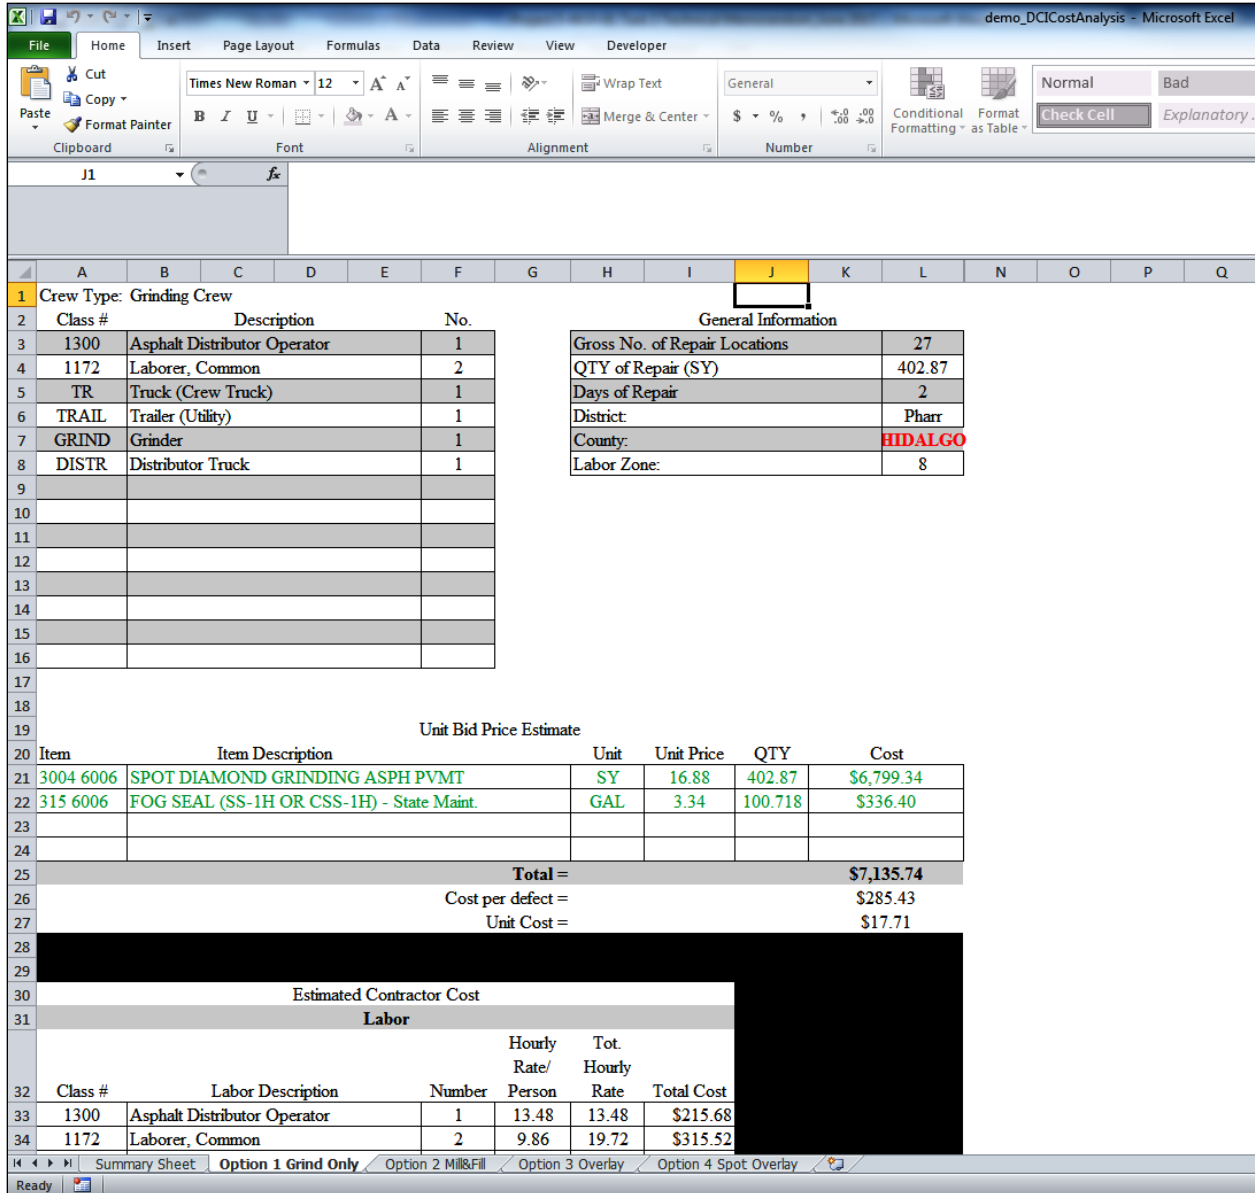 demo_DCICostAnalysis - Microsoft Excel
File Home Insert Page Layout Formulas Data Review View Developer
Cut
Copy
Format Painter
Paste
Times New Roman 12 A A
B I U A
Wrap Text
Merge & Center
General
$ % , .0 .00 .00 .0
Conditional Formatting
Format as Table
Normal Bad
Check Cell Explanatory .
Clipboard Font Alignment Number
J1 fx
A B C D E F G H I J K L N O P Q
1 Crew Type: Grinding Crew
2 Class # Description No. General Information
3 1300 Asphalt Distributor Operator 1 Gross No. of Repair Locations 27
4 1172 Laborer, Common 2 QTY of Repair (SY) 402.87
5 TR Truck (Crew Truck) 1 Days of Repair 2
6 TRAIL Trailer (Utility) 1 District: Pharr
7 GRIND Grinder 1 County: HIDALGO
8 DISTR Distributor Truck 1 Labor Zone: 8
9
10
11
12
13
14
15
16
17
18
19 Unit Bid Price Estimate
20 Item Item Description Unit Unit Price QTY Cost
21 3004 6006 SPOT DIAMOND GRINDING ASPH PVMT SY 16.88 402.87 $6,799.34
22 315 6006 FOG SEAL (SS-1H OR CSS-1H) - State Maint. GAL 3.34 100.718 $336.40
23
24
25 Total = $7,135.74
26 Cost per defect = $285.43
27 Unit Cost = $17.71
28
29
30 Estimated Contractor Cost
31 Labor
32 Class # Labor Description Number Hourly Rate/ Person Tot. Hourly Rate Total Cost
33 1300 Asphalt Distributor Operator 1 13.48 13.48 $215.68
34 1172 Laborer, Common 2 9.86 19.72 $315.52
Summary Sheet Option 1 Grind Only Option 2 Mill&Fill Option 3 Overlay Option 4 Spot Overlay
Ready